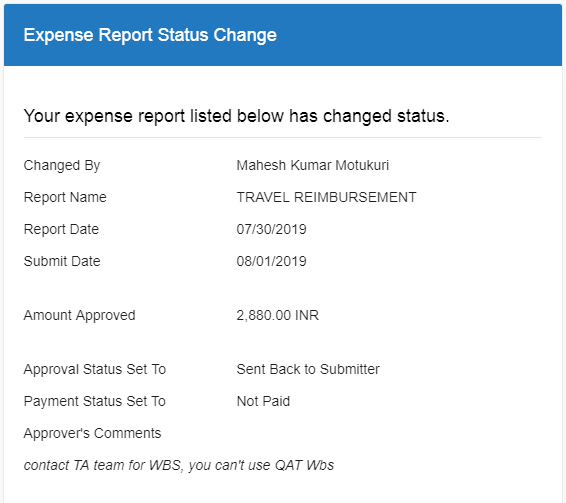 Expense Report Status Change
Your expense report listed below has changed status.
Changed By Mahesh Kumar Motukuri
Report Name TRAVEL REIMBURSEMENT
Report Date 07/30/2019
Submit Date 08/01/2019
Amount Approved 2,880.00 INR
Approval Status Set To Sent Back to Submitter
Payment Status Set To Not Paid
Approver's Comments
contact TA team for WBS, you can't use QAT Wbs